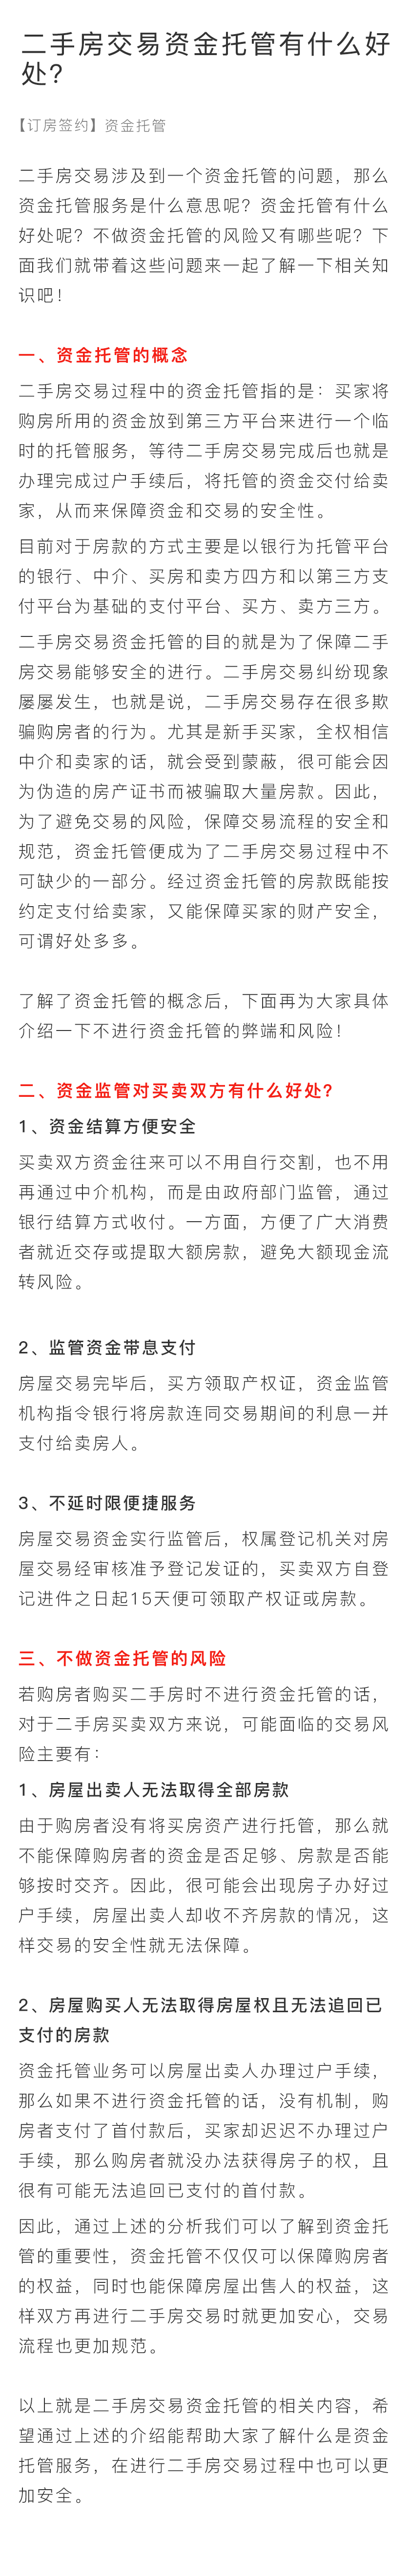 二手房交易资金托管有什么好
处?
【订房签约】资金托管
二手房交易涉及到一个资金托管的问题，那么
资金托管服务是什么意思呢？资金托管有什么
好处呢？不做资金托管的风险又有哪些呢？下
面我们就带着这些问题来一起了解一下相关知
识吧！
一、资金托管的概念
二手房交易过程中的资金托管指的是：买家将
购房所用的资金放到第三方平台来进行一个临
时的托管服务，等待二手房交易完成后也就是
办理完成过户手续后，将托管的资金交付给卖
家，从而来保障资金和交易的安全性。
目前对于房款的方式主要是以银行为托管平台
的银行、中介、买房和卖方四方和以第三方支
付平台为基础的支付平台、买方、卖方三方。
二手房交易资金托管的目的就是为了保障二手
房交易能够安全的进行。二手房交易纠纷现象
屡屡发生，也就是说，二手房交易存在很多欺
骗购房者的行为。尤其是新手买家，全权相信
中介和卖家的话，就会受到蒙蔽，很可能会因
为伪造的房产证书而被骗取大量房款。因此，
为了避免交易的风险，保障交易流程的安全和
规范，资金托管便成为了二手房交易过程中不
可缺少的一部分。经过资金托管的房款既能按
约定支付给卖家，又能保障买家的财产安全，
可谓好处多多。
了解了资金托管的概念后，下面再为大家具体
介绍一下不进行资金托管的弊端和风险！
二、资金监管对买卖双方有什么好处?
1、资金结算方便安全
买卖双方资金往来可以不用自行交割，也不用
再通过中介机构，而是由政府部门监管，通过
银行结算方式收付。一方面，方便了广大消费
者就近交存或提取大额房款，避免大额现金流
转风险。
2、监管资金带息支付
房屋交易完毕后，买方领取产权证，资金监管
机构指令银行将房款连同交易期间的利息一并
支付给卖房人。
3、不延时限便捷服务
房屋交易资金实行监管后，权属登记机关对房
屋交易经审核准予登记发证的，买卖双方自登
记进件之日起15天便可领取产权证或房款。
三、不做资金托管的风险
若购房者购买二手房时不进行资金托管的话，
对于二手房买卖双方来说，可能面临的交易风
险主要有：
1、房屋出卖人无法取得全部房款
由于购房者没有将买房资产进行托管，那么就
不能保障购房者的资金是否足够、房款是否能
够按时交齐。因此，很可能会出现房子办好过
户手续，房屋出卖人却收不齐房款的情况，这
样交易的安全性就无法保障。
2、房屋购买人无法取得房屋权且无法追回已
支付的房款
资金托管业务可以房屋出卖人办理过户手续，
那么如果不进行资金托管的话，没有机制，购
房者支付了首付款后，买家却迟迟不办理过户
手续，那么购房者就没办法获得房子的权，且
很有可能无法追回已支付的首付款。
因此，通过上述的分析我们可以了解到资金托
管的重要性，资金托管不仅仅可以保障购房者
的权益，同时也能保障房屋出售人的权益，这
样双方再进行二手房交易时就更加安心，交易
流程也更加规范。
以上就是二手房交易资金托管的相关内容，希
望通过上述的介绍能帮助大家了解什么是资金
托管服务，在进行二手房交易过程中也可以更
加安全。